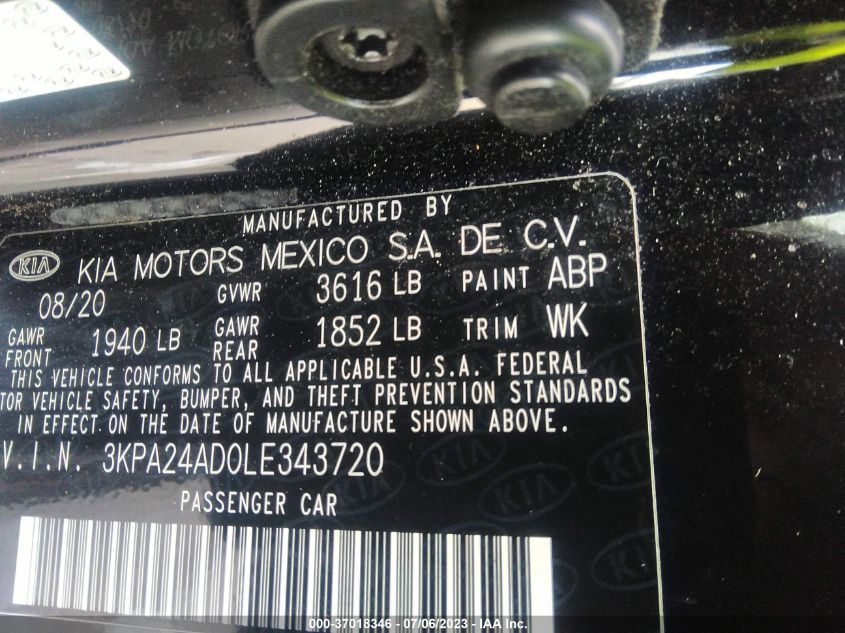 MANUFACTURED BY
KIA KIA MOTORS MEXICO S.A. DE C.V.
08/20 GVWR 3616 LB PAINT ABP
GAWR FRONT 1940 LB GAWR REAR 1852 LB TRIM WK
THIS VEHICLE CONFORMS TO ALL APPLICABLE U.S.A. FEDERAL
TOR VEHICLE SAFETY, BUMPER, AND THEFT PREVENTION STANDARDS
IN EFFECT ON THE DATE OF MANUFACTURE SHOWN ABOVE.
V.I.N. 3KPA24AD0LE343720
PASSENGER CAR
000-37018346 - 07/06/2023 - IAA Inc.